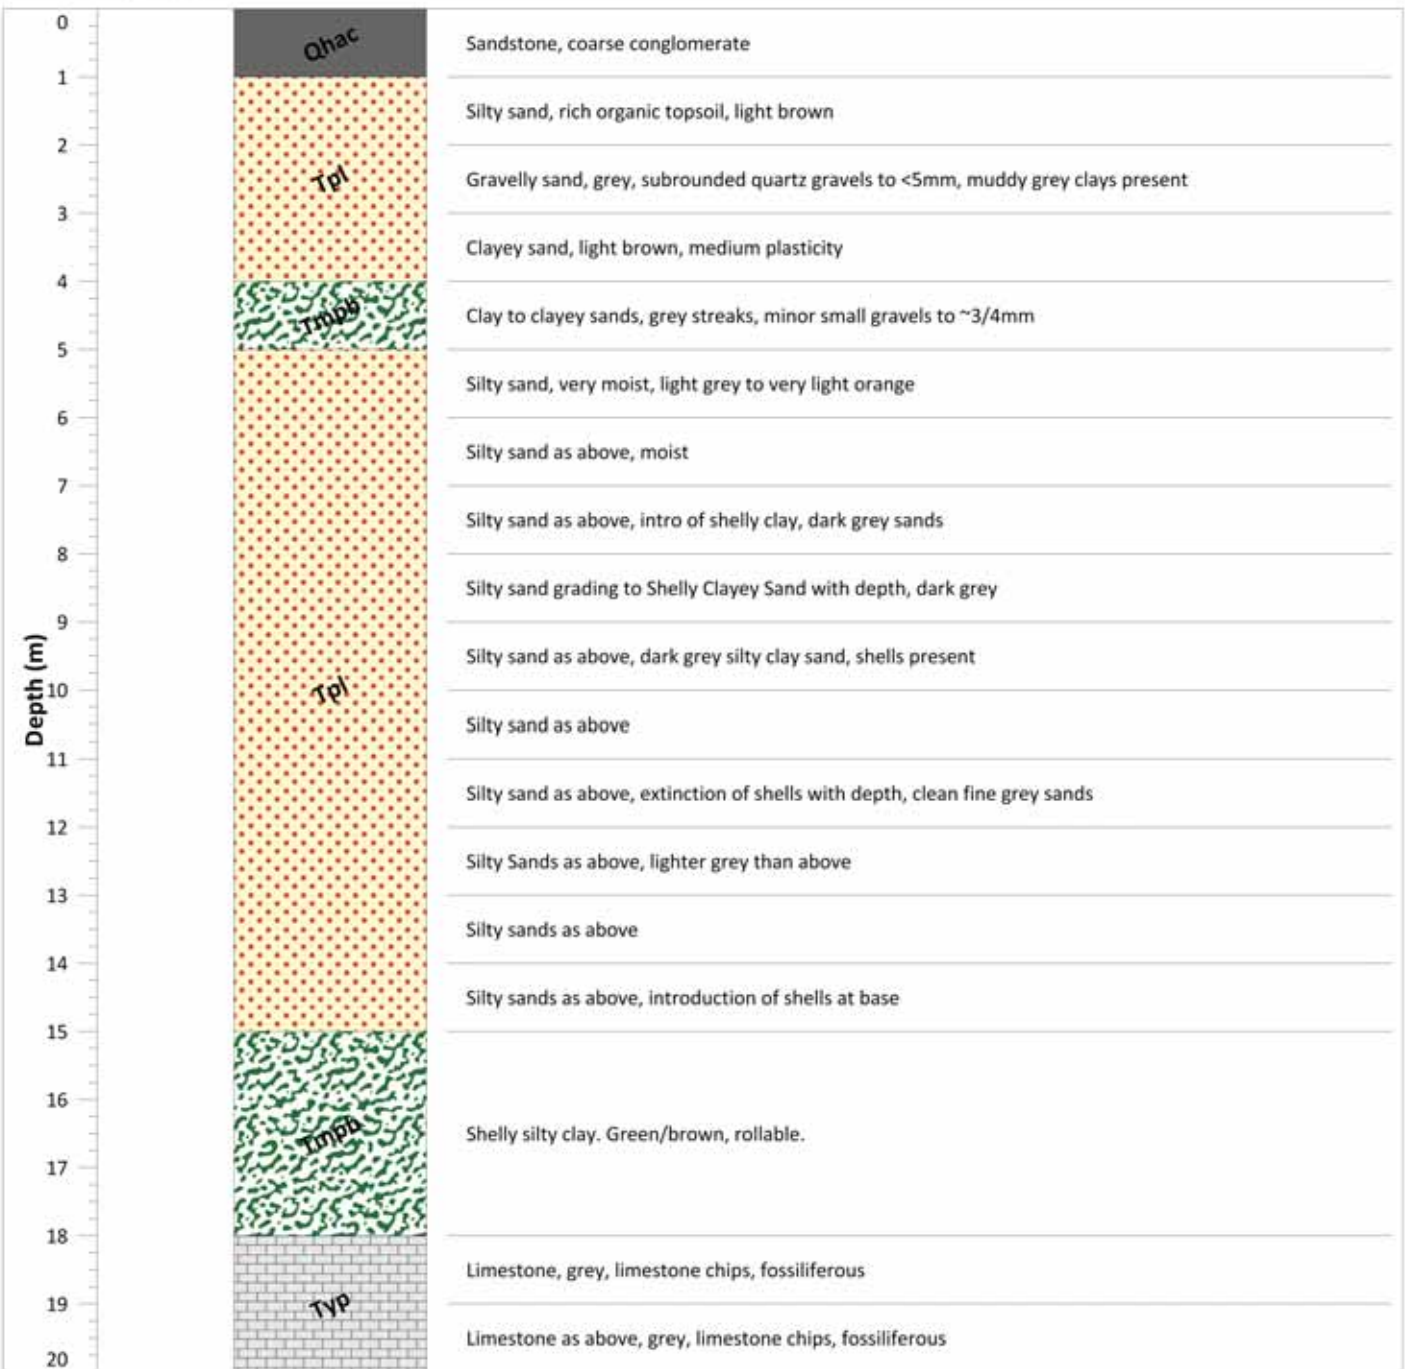 0
Qhac
Sandstone, coarse conglomerate
1
Silty sand, rich organic topsoil, light brown
2
Tpl
Gravelly sand, grey, subrounded quartz gravels to <5mm, muddy grey clays present
3
Clayey sand, light brown, medium plasticity
4
Tmpb
Clay to clayey sands, grey streaks, minor small gravels to ~3/4mm
5
Silty sand, very moist, light grey to very light orange
6
Silty sand as above, moist
7
Silty sand as above, intro of shelly clay, dark grey sands
8
Silty sand grading to Shelly Clayey Sand with depth, dark grey
9
Depth (m)
Silty sand as above, dark grey silty clay sand, shells present
10
Tpl
Silty sand as above
11
Silty sand as above, extinction of shells with depth, clean fine grey sands
12
Silty Sands as above, lighter grey than above
13
Silty sands as above
14
Silty sands as above, introduction of shells at base
15
16
Tmpb
Shelly silty clay. Green/brown, rollable.
17
18
Limestone, grey, limestone chips, fossiliferous
19
Typ
Limestone as above, grey, limestone chips, fossiliferous
20